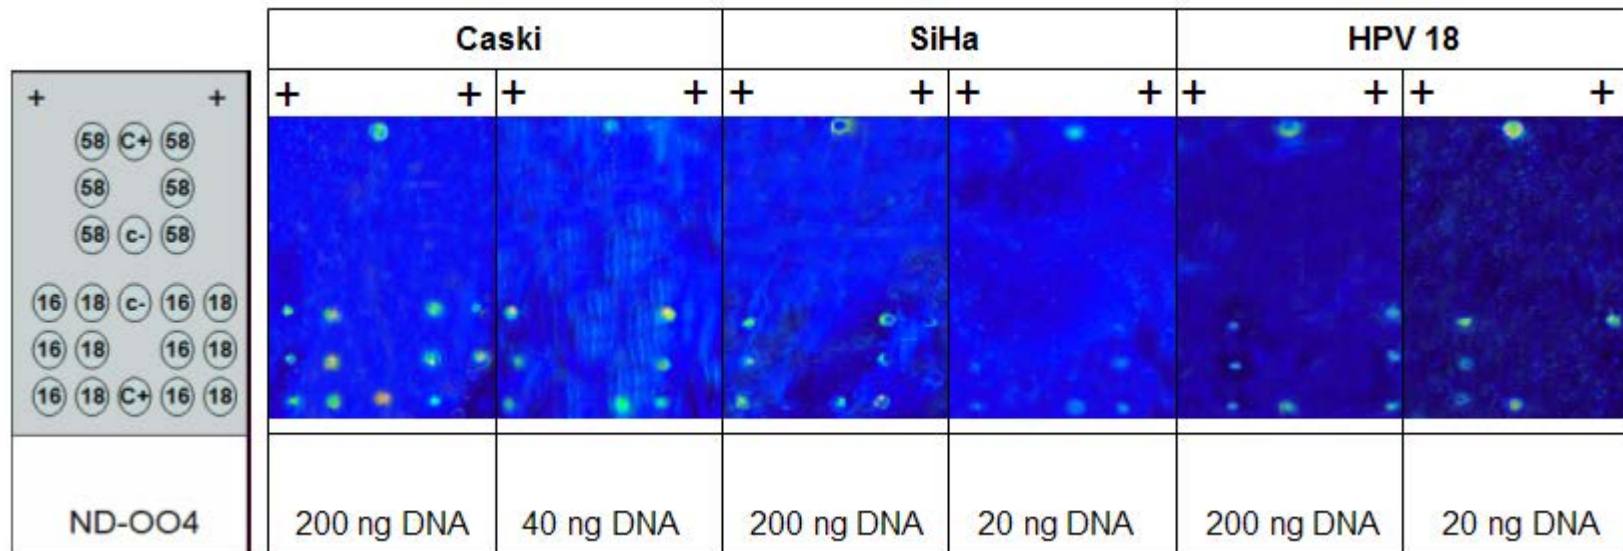 Caski SiHa HPV 18
+ + + + + + + + + + + +
+ +
58 C+ 58
58 58
58 c- 58
16 18 c- 16 18
16 18 16 18
16 18 C+ 16 18
ND-OO4 200 ng DNA 40 ng DNA 200 ng DNA 20 ng DNA 200 ng DNA 20 ng DNA